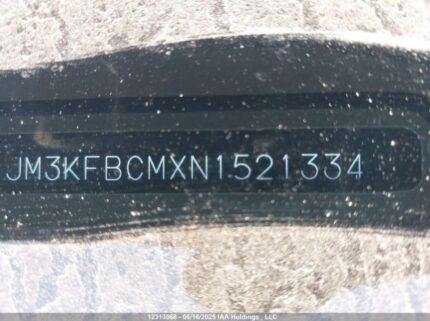 JM3KFBCMXN1521334
12313868 - 06/16/2025 IAA Holdings , LLC